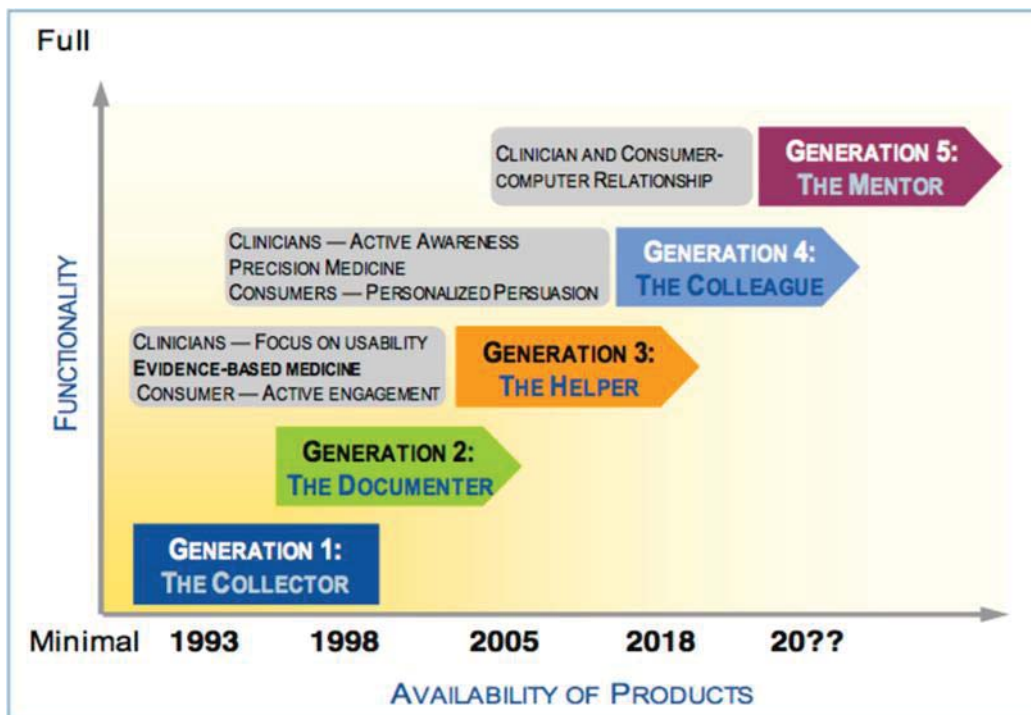 Full
CLINICIAN AND CONSUMER-
COMPUTER RELATIONSHIP
GENERATION 5:
THE MENTOR
CLINICIANS — ACTIVE AWARENESS
PRECISION MEDICINE
CONSUMERS — PERSONALIZED PERSUASION
GENERATION 4:
THE COLLEAGUE
CLINICIANS — FOCUS ON USABILITY
EVIDENCE-BASED MEDICINE
CONSUMER — ACTIVE ENGAGEMENT
GENERATION 3:
THE HELPER
FUNCTIONALITY
GENERATION 2:
THE DOCUMENTER
GENERATION 1:
THE COLLECTOR
Minimal 1993 1998 2005 2018 20??
AVAILABILITY OF PRODUCTS